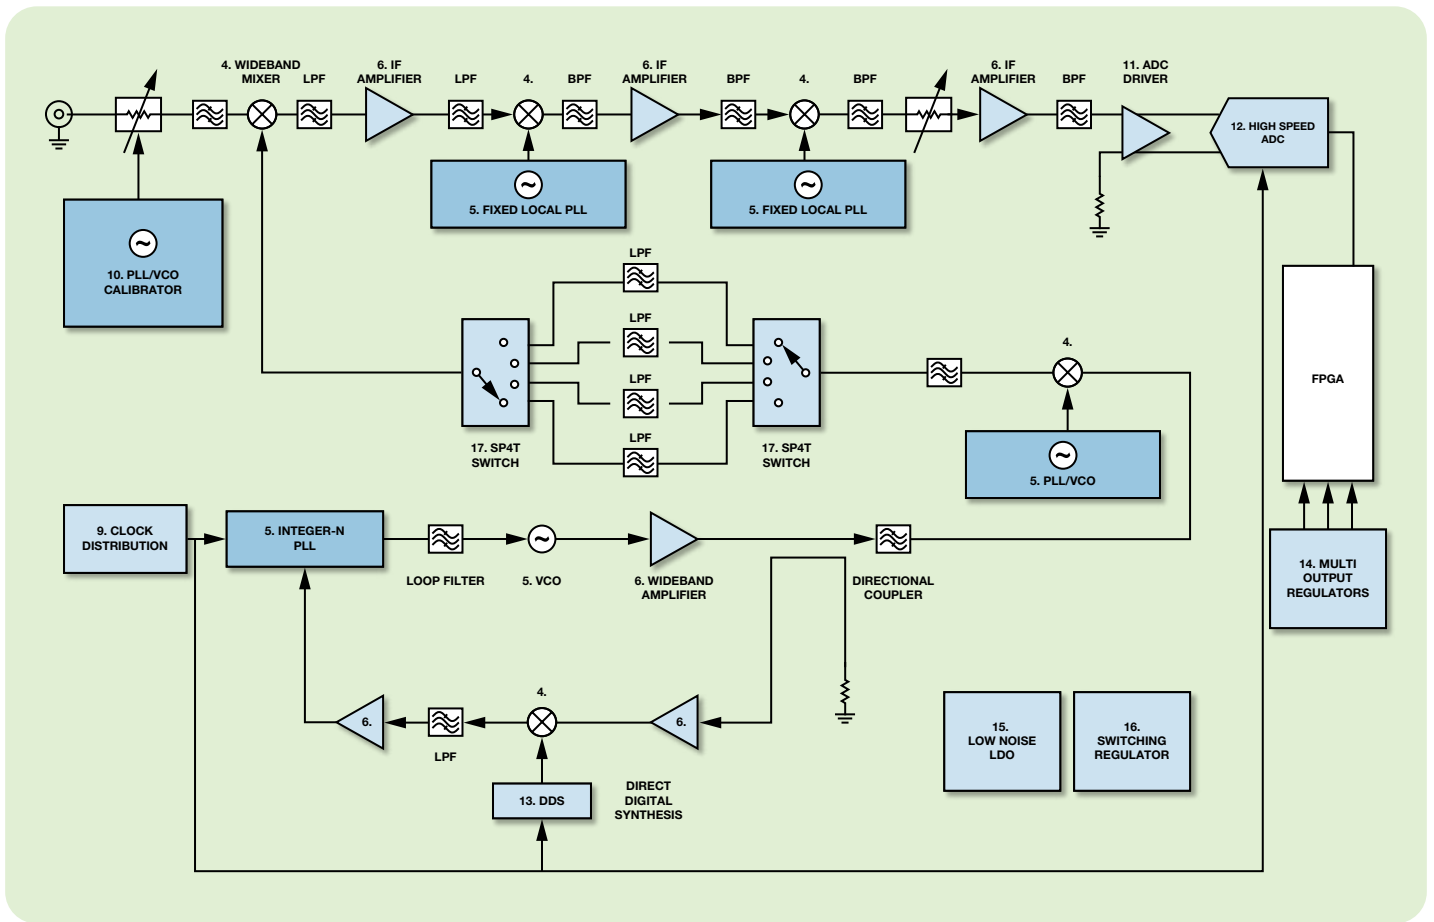 4. WIDEBAND
MIXER
LPF
6. IF
AMPLIFIER
LPF
4.
BPF
6. IF
AMPLIFIER
BPF
4.
BPF
6. IF
AMPLIFIER
BPF
11. ADC
DRIVER
12. HIGH SPEED
ADC
10. PLL/VCO
CALIBRATOR
5. FIXED LOCAL PLL
5. FIXED LOCAL PLL
LPF
LPF
LPF
LPF
17. SP4T
SWITCH
17. SP4T
SWITCH
4.
5. PLL/VCO
FPGA
9. CLOCK
DISTRIBUTION
5. INTEGER-N
PLL
LOOP FILTER
5. VCO
6. WIDEBAND
AMPLIFIER
DIRECTIONAL
COUPLER
14. MULTI
OUTPUT
REGULATORS
6.
LPF
4.
6.
13. DDS
DIRECT
DIGITAL
SYNTHESIS
15.
LOW NOISE
LDO
16.
SWITCHING
REGULATOR